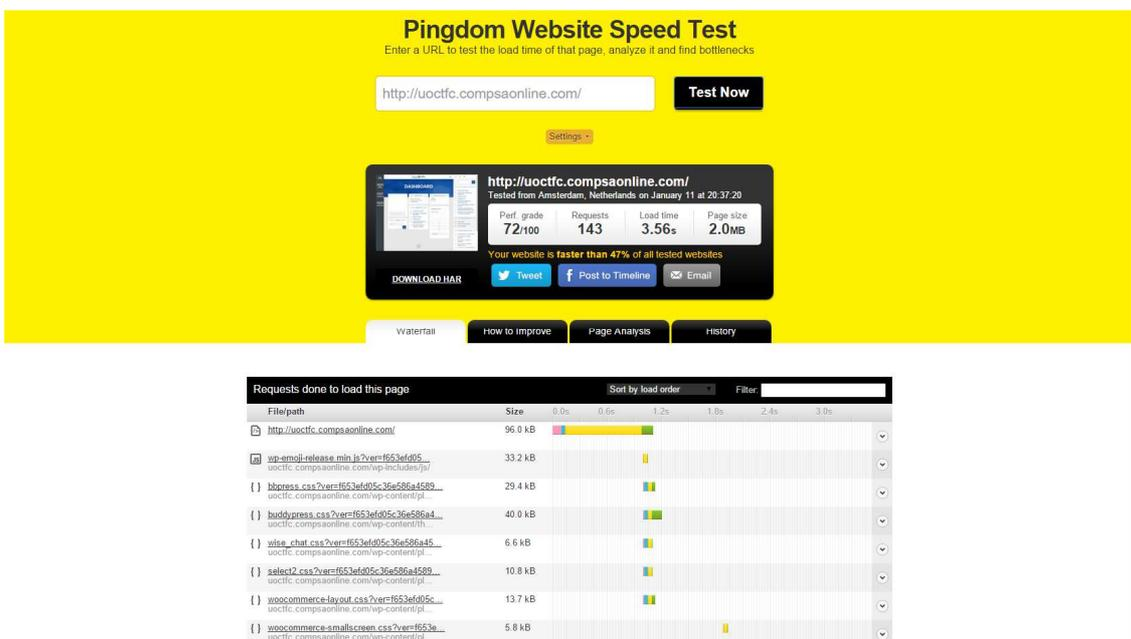 Pingdom Website Speed Test
Enter a URL to test the load time of that page, analyze it and find bottlenecks
http://uoctfc.compsaonline.com/
Test Now
Settings
DASHBOARD
http://uoctfc.compsaonline.com/
Tested from Amsterdam, Netherlands on January 11 at 20:37:20
Perf. grade Requests Load time Page size
72/100 143 3.56s 2.0MB
Your website is faster than 47% of all tested websites
DOWNLOAD HAR
Tweet Post to Timeline Email
Waterfall How to Improve Page Analysis History
Requests done to load this page Sort by load order Filter:
File/path Size 0.0s 0.6s 1.2s 1.8s 2.4s 3.0s
http://uoctfc.compsaonline.com/ 96.0 kB
JS wp-emoji-release.min.js?ver=f653efd05... 33.2 kB
uoctfc.compsaonline.com/wp-includes/js/
{ } bbpress.css?ver=f653efd05c36e586a4589... 29.4 kB
uoctfc.compsaonline.com/wp-content/pl...
{ } buddypress.css?ver=f653efd05c36e586a4... 40.0 kB
uoctfc.compsaonline.com/wp-content/th...
{ } wise_chat.css?ver=f653efd05c36e586a45... 6.6 kB
uoctfc.compsaonline.com/wp-content/pl...
{ } select2.css?ver=f653efd05c36e586a4589... 10.8 kB
uoctfc.compsaonline.com/wp-content/pl...
{ } woocommerce-layout.css?ver=f653efd05c... 13.7 kB
uoctfc.compsaonline.com/wp-content/pl...
{ } woocommerce-smallscreen.css?ver=f653e... 5.8 kB
uoctfc.compsaonline.com/wp-content/pl...